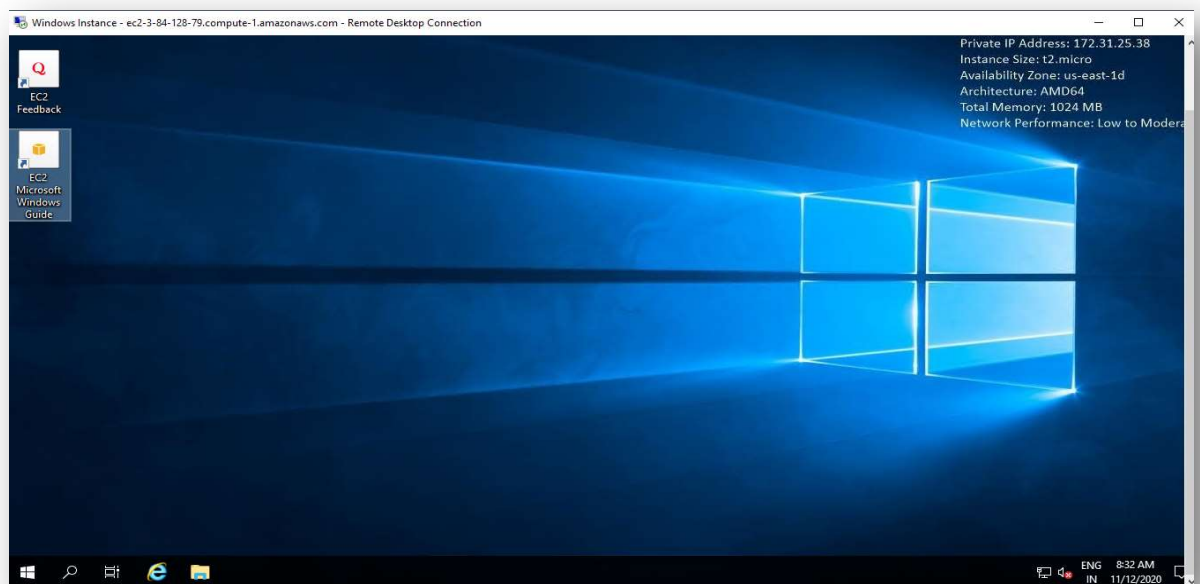 Windows Instance - ec2-3-84-128-79.compute-1.amazonaws.com - Remote Desktop Connection
Private IP Address: 172.31.25.38
Instance Size: t2.micro
Availability Zone: us-east-1d
Architecture: AMD64
Total Memory: 1024 MB
Network Performance: Low to Modera
Q
EC2
Feedback
EC2
Microsoft
Windows
Guide
ENG
IN
8:32 AM
11/12/2020